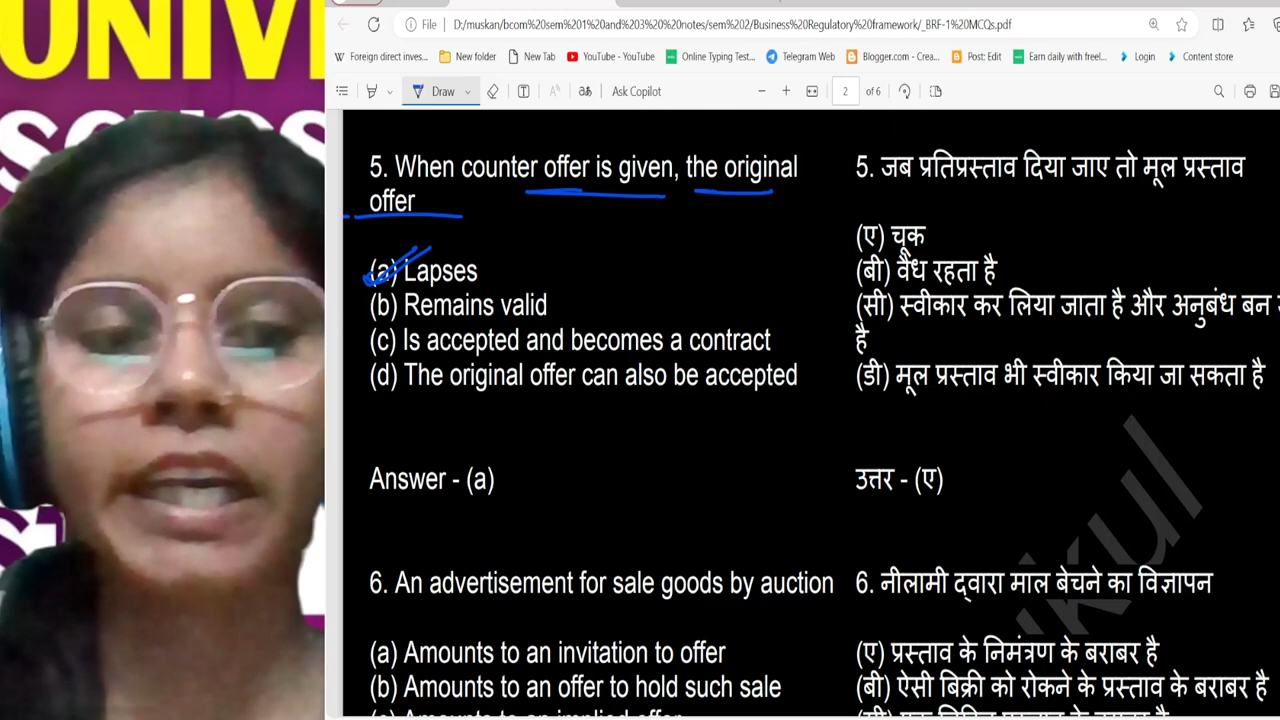 UNIV
File
D:/muskan/bcom%20sem%201%20and%203%20%20notes/sem%202/Business%20Regulatory%20framework/_BRF-1%20MCQs.pdf
W Foreign direct inves...
New folder
New Tab
YouTube - YouTube
Online Typing Test...
Telegram Web
Blogger.com - Crea...
Post: Edit
Earn daily with freel...
Login
Content store
Draw
Ask Copilot
2 of 6
5. When counter offer is given, the original
offer
(a) Lapses
(b) Remains valid
(c) Is accepted and becomes a contract
(d) The original offer can also be accepted
Answer - (a)
6. An advertisement for sale goods by auction
(a) Amounts to an invitation to offer
(b) Amounts to an offer to hold such sale
(c) Amounts to an implied offer
5. जब प्रतिप्रस्ताव दिया जाए तो मूल प्रस्ताव
(ए) चूक
(बी) वैध रहता है
(सी) स्वीकार कर लिया जाता है और अनुबंध बन
है
(डी) मूल प्रस्ताव भी स्वीकार किया जा सकता है
उत्तर - (ए)
6. नीलामी द्वारा माल बेचने का विज्ञापन
(ए) प्रस्ताव के निमंत्रण के बराबर है
(बी) ऐसी बिक्री को रोकने के प्रस्ताव के बराबर है